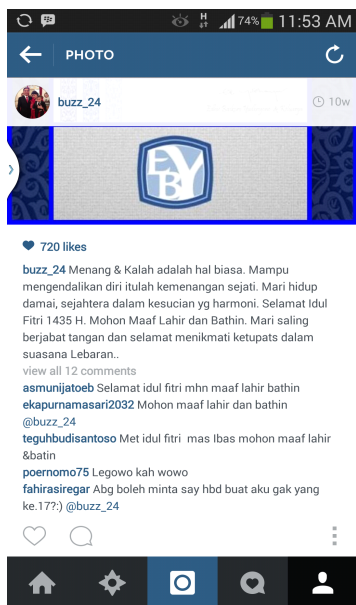 H
74% 11:53 AM
PHOTO
buzz_24
10w
EBY
720 likes
buzz_24 Menang & Kalah adalah hal biasa. Mampu
mengendalikan diri itulah kemenangan sejati. Mari hidup
damai, sejahtera dalam kesucian yg harmoni. Selamat Idul
Fitri 1435 H. Mohon Maaf Lahir dan Bathin. Mari saling
berjabat tangan dan selamat menikmati ketupats dalam
suasana Lebaran..
view all 12 comments
asmunijatoeb Selamat idul fitri mhn maaf lahir bathin
ekapurnamasari2032 Mohon maaf lahir dan bathin
@buzz_24
teguhbudisantoso Met idul fitri mas Ibas mohon maaf lahir
&batin
poernomo75 Legowo kah wowo
fahirasiregar Abg boleh minta say hbd buat aku gak yang
ke.17?:) @buzz_24